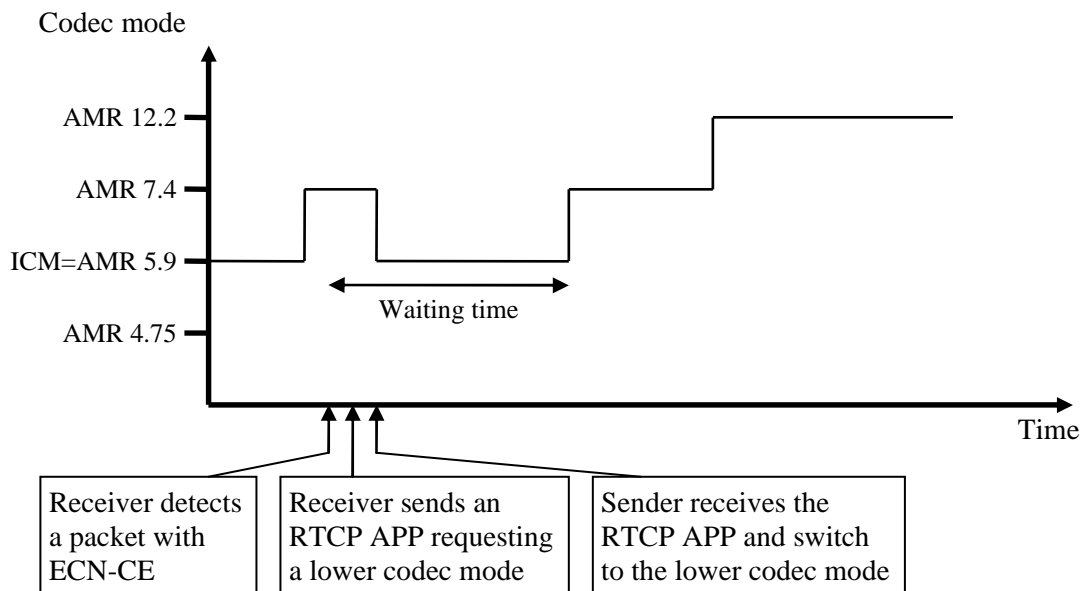 Codec mode
AMR 12.2
AMR 7.4
ICM=AMR 5.9
Waiting time
AMR 4.75
Time
Receiver detects
a packet with
ECN-CE
Receiver sends an
RTCP APP requesting
a lower codec mode
Sender receives the
RTCP APP and switch
to the lower codec mode